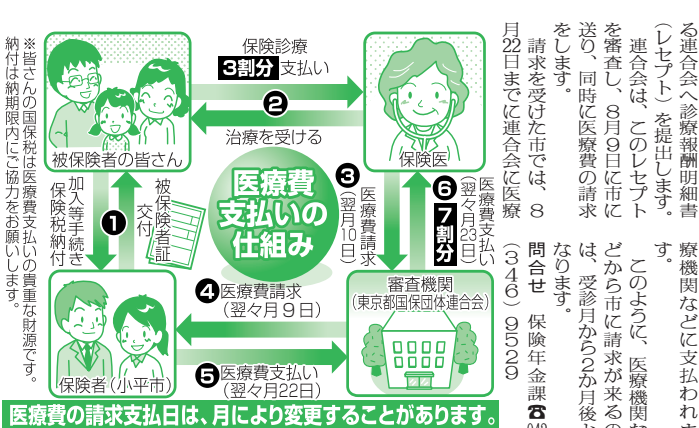 る連合会へ診療報酬明細書
（レセプト）を提出します。
連合会は、このレセプト
を審査し、８月９日に市に
送り、同時に医療費の請求
をします。
請求を受けた市では、８
月22日までに連合会に医療
療機関などに支払われま
す。
このように、医療機関な
どから市に請求が来るの
は、受診月から２か月後に
なります。
問合せ 保険年金課☎
（３４６）９５２９
医療費
支払いの
仕組み
被保険者の皆さん
保険医
保険診療
3割分 支払い
❷
治療を受ける
❶
加入等手続き
保険税納付
被保険者証
交付
❸
医療費請求
（翌月10日）
❻
7割分
医療費支払い
（翌々月23日）
審査機関
（東京都国保団体連合会）
❹医療費請求
（翌々月９日）
❺医療費支払い
（翌々月22日）
保険者（小平市）
※皆さんの国保税は医療費支払いの貴重な財源です。
納付は納期限内にご協力をお願いします。
医療費の請求支払日は、月により変更することがあります。